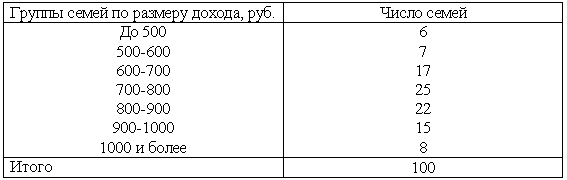 Группы семей по размеру дохода, руб. Число семей
До 500 6
500-600 7
600-700 17
700-800 25
800-900 22
900-1000 15
1000 и более 8
Итого 100